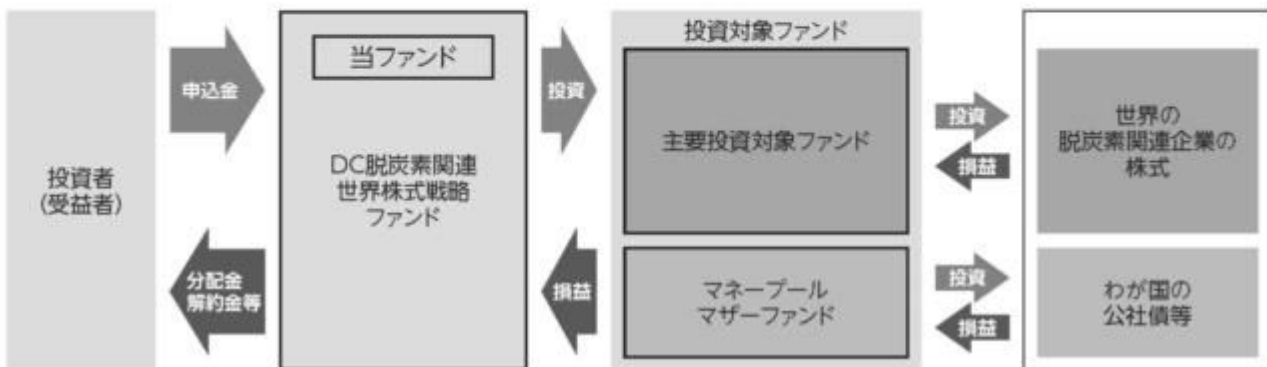 投資者
(受益者)
申込金
分配金
解約金等
当ファンド
DC脱炭素関連
世界株式戦略
ファンド
投資
損益
投資対象ファンド
主要投資対象ファンド
マネープール
マザーファンド
投資
損益
投資
損益
世界の
脱炭素関連企業の
株式
わが国の
公社債等